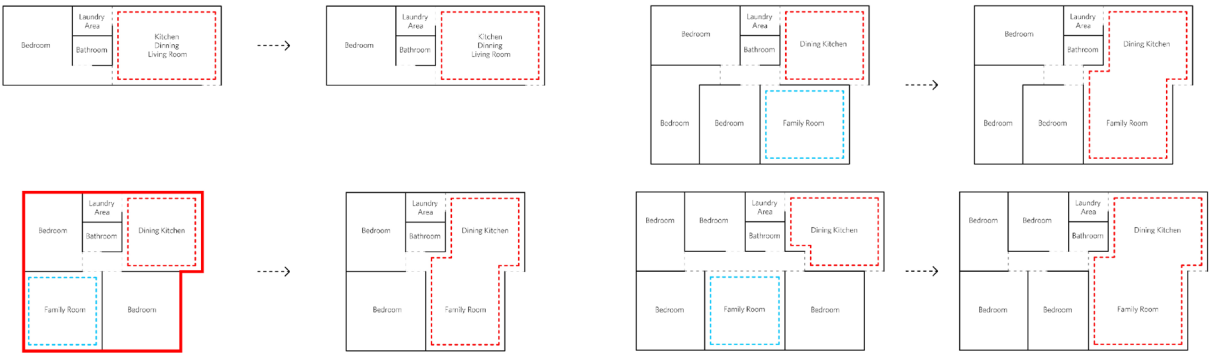 Bedroom
Laundry
Area
Bathroom
Kitchen
Dinning
Living Room
Bedroom
Laundry
Area
Bathroom
Kitchen
Dinning
Living Room
Bedroom
Laundry
Area
Bathroom
Dining Kitchen
Bedroom
Bedroom
Family Room
Bedroom
Laundry
Area
Bathroom
Dining Kitchen
Bedroom
Bedroom
Family Room
Bedroom
Laundry
Area
Bathroom
Dining Kitchen
Family Room
Bedroom
Bedroom
Laundry
Area
Bathroom
Dining Kitchen
Bedroom
Family Room
Bedroom
Bedroom
Laundry
Area
Bathroom
Dining Kitchen
Bedroom
Family Room
Bedroom
Bedroom
Bedroom
Laundry
Area
Bathroom
Dining Kitchen
Bedroom
Bedroom
Family Room